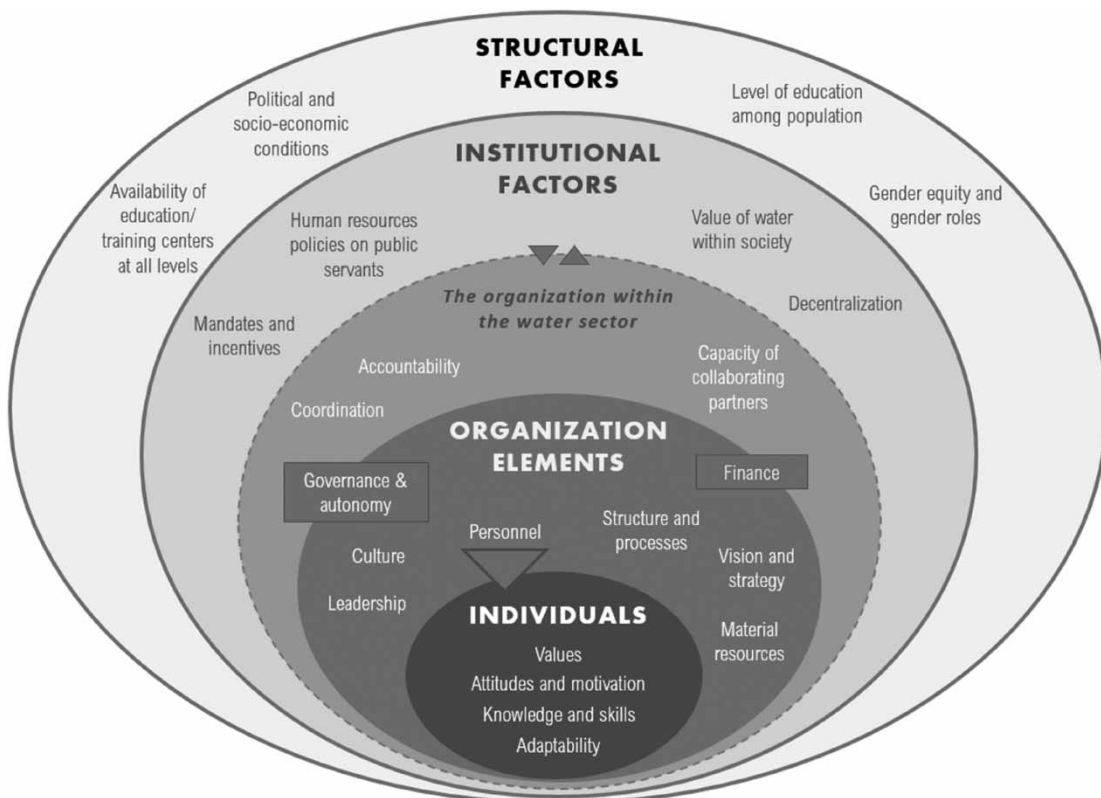 STRUCTURAL
FACTORS
Political and
socio-economic
conditions
Level of education
among population
Availability of
education/
training centers
at all levels
Gender equity and
gender roles
INSTITUTIONAL
FACTORS
Human resources
policies on public
servants
Value of water
within society
Mandates and
incentives
Decentralization
The organization within
the water sector
Accountability
Coordination
Capacity of
collaborating
partners
ORGANIZATION
ELEMENTS
Governance &
autonomy
Finance
Personnel
Structure and
processes
Culture
Vision and
strategy
Leadership
Material
resources
INDIVIDUALS
Values
Attitudes and motivation
Knowledge and skills
Adaptability